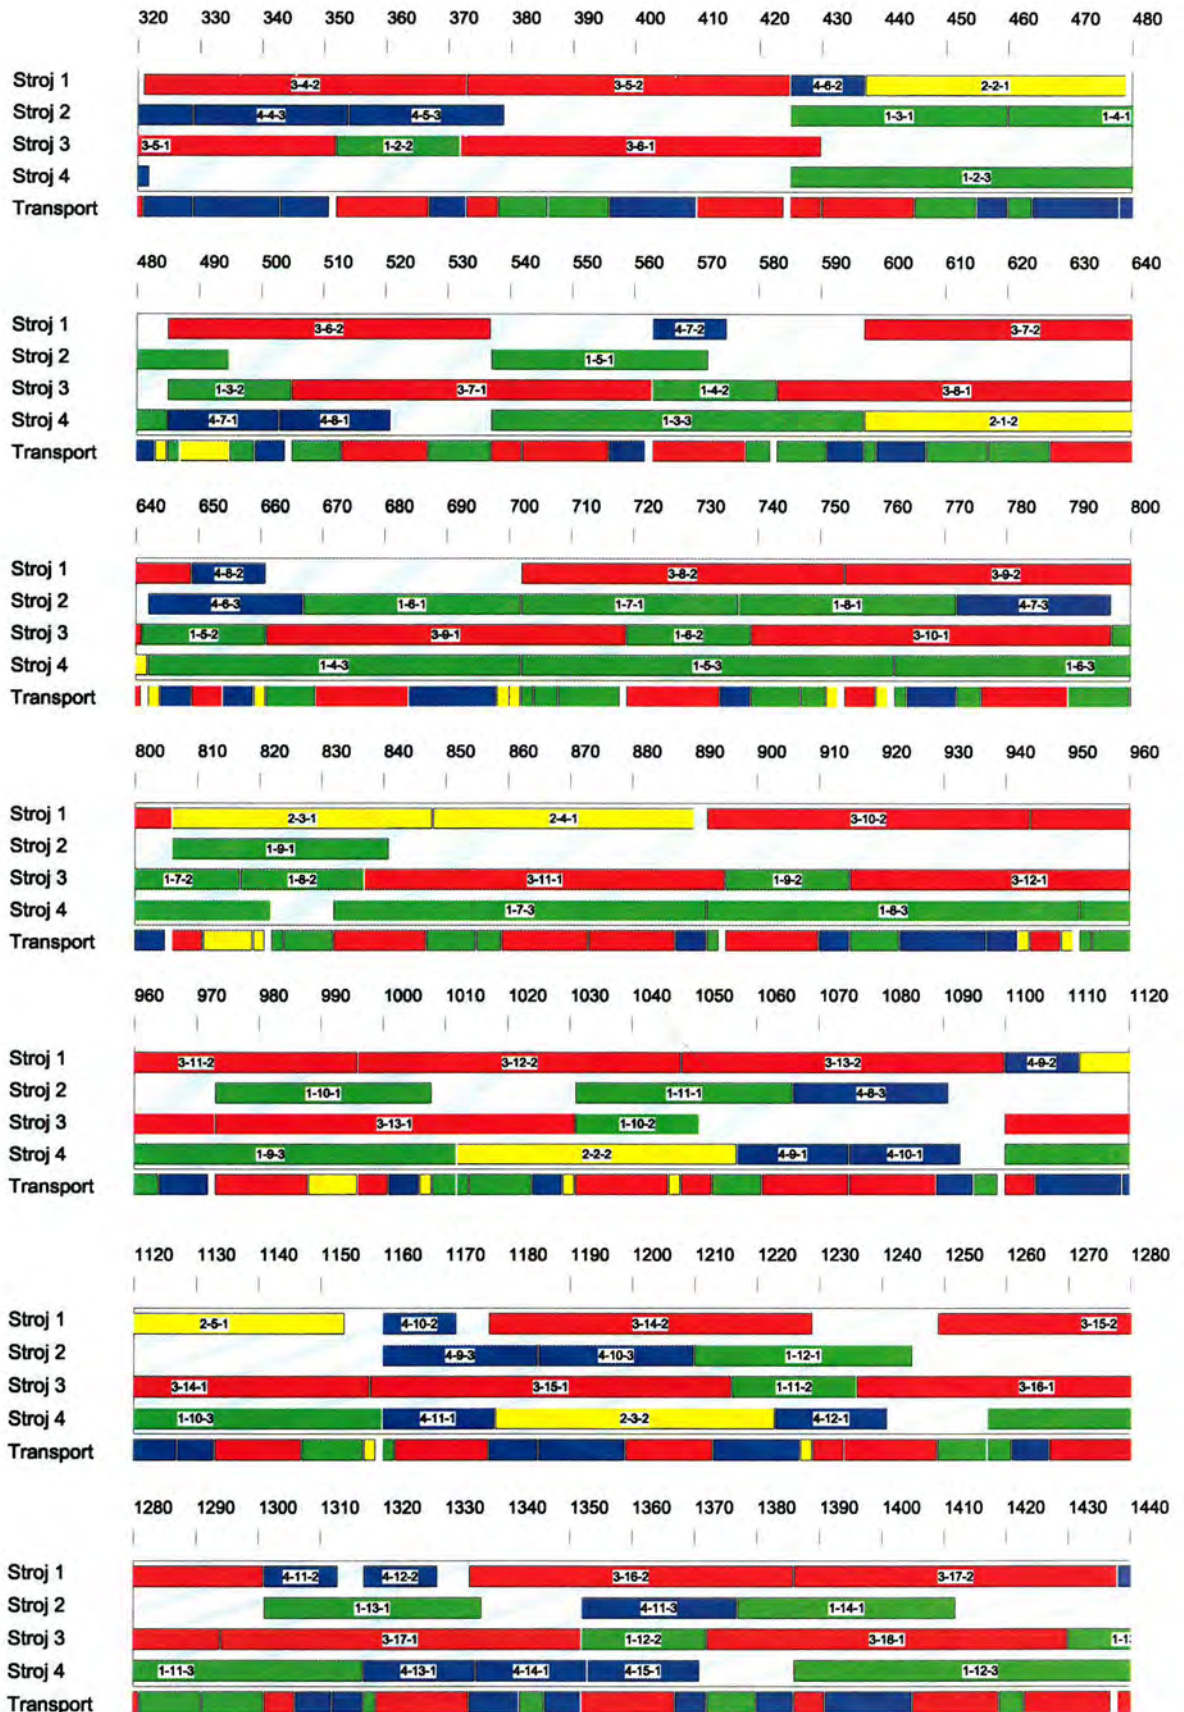 320 330 340 350 360 370 380 390 400 410 420 430 440 450 460 470 480
Stroj 1 3-4-2 3-5-2 4-6-2 2-2-1
Stroj 2 4-4-3 4-5-3 1-3-1 1-4-1
Stroj 3 3-5-1 1-2-2 3-6-1
Stroj 4 1-2-3
Transport
480 490 500 510 520 530 540 550 560 570 580 590 600 610 620 630 640
Stroj 1 3-6-2 4-7-2 3-7-2
Stroj 2 1-5-1
Stroj 3 1-3-2 3-7-1 1-4-2 3-8-1
Stroj 4 4-7-1 4-8-1 1-3-3 2-1-2
Transport
640 650 660 670 680 690 700 710 720 730 740 750 760 770 780 790 800
Stroj 1 4-8-2 3-8-2 3-9-2
Stroj 2 4-6-3 1-6-1 1-7-1 1-8-1 4-7-3
Stroj 3 1-5-2 3-9-1 1-6-2 3-10-1
Stroj 4 1-4-3 1-5-3 1-6-3
Transport
800 810 820 830 840 850 860 870 880 890 900 910 920 930 940 950 960
Stroj 1 2-3-1 2-4-1 3-10-2
Stroj 2 1-9-1
Stroj 3 1-7-2 1-8-2 3-11-1 1-9-2 3-12-1
Stroj 4 1-7-3 1-8-3
Transport
960 970 980 990 1000 1010 1020 1030 1040 1050 1060 1070 1080 1090 1100 1110 1120
Stroj 1 3-11-2 3-12-2 3-13-2 4-9-2
Stroj 2 1-10-1 1-11-1 4-8-3
Stroj 3 3-13-1 1-10-2
Stroj 4 1-9-3 2-2-2 4-9-1 4-10-1
Transport
1120 1130 1140 1150 1160 1170 1180 1190 1200 1210 1220 1230 1240 1250 1260 1270 1280
Stroj 1 2-5-1 4-10-2 3-14-2 3-15-2
Stroj 2 4-9-3 4-10-3 1-12-1
Stroj 3 3-14-1 3-15-1 1-11-2 3-16-1
Stroj 4 1-10-3 4-11-1 2-3-2 4-12-1
Transport
1280 1290 1300 1310 1320 1330 1340 1350 1360 1370 1380 1390 1400 1410 1420 1430 1440
Stroj 1 4-11-2 4-12-2 3-16-2 3-17-2
Stroj 2 1-13-1 4-11-3 1-14-1
Stroj 3 3-17-1 1-12-2 3-18-1
Stroj 4 1-11-3 4-13-1 4-14-1 4-15-1 1-12-3
Transport